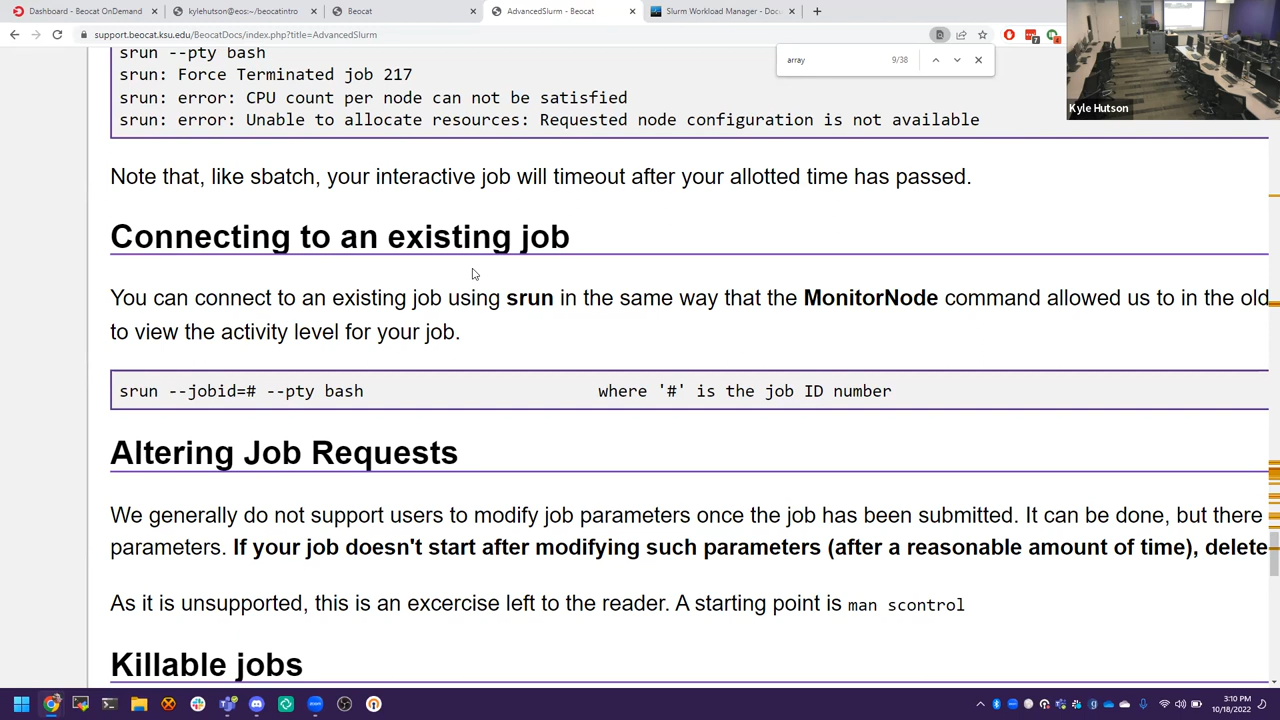 Dashboard - Beocat OnDemand
kylehutson@eos:~/beocatintro
Beocat
AdvancedSlurm - Beocat
Slurm Workload Manager - Docu
support.beocat.ksu.edu/BeocatDocs/index.php?title=AdvancedSlurm
array
9/38
Kyle Hutson
srun --pty bash
srun: Force Terminated job 217
srun: error: CPU count per node can not be satisfied
srun: error: Unable to allocate resources: Requested node configuration is not available
Note that, like sbatch, your interactive job will timeout after your allotted time has passed.
Connecting to an existing job
You can connect to an existing job using srun in the same way that the MonitorNode command allowed us to in the old
to view the activity level for your job.
srun --jobid=# --pty bash where '#' is the job ID number
Altering Job Requests
We generally do not support users to modify job parameters once the job has been submitted. It can be done, but there
parameters. If your job doesn't start after modifying such parameters (after a reasonable amount of time), delete
As it is unsupported, this is an excercise left to the reader. A starting point is man scontrol
Killable jobs
3:10 PM
10/18/2022